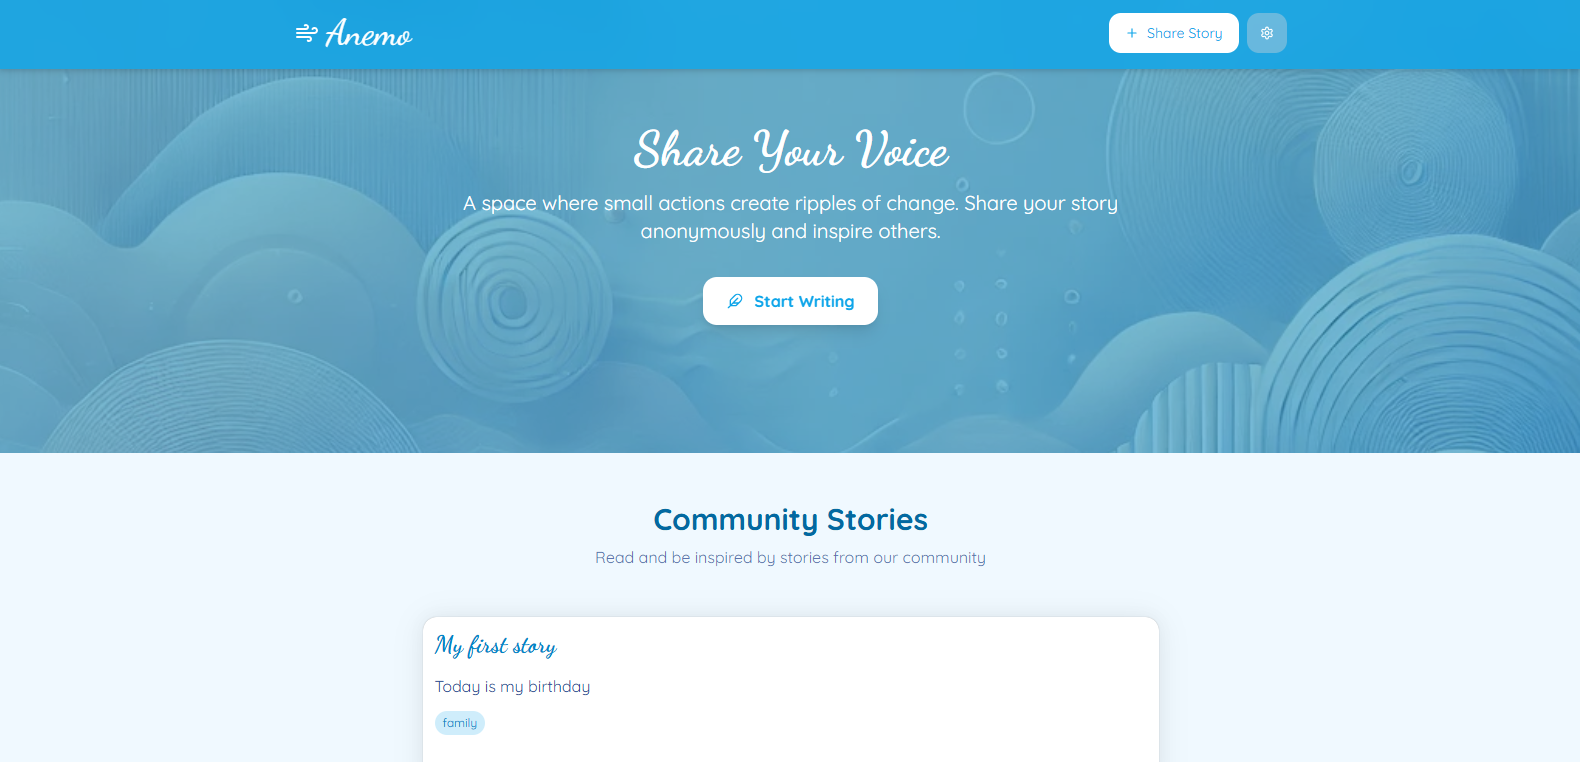 Anemo
Share Story
Share Your Voice
A space where small actions create ripples of change. Share your story
anonymously and inspire others.
Start Writing
Community Stories
Read and be inspired by stories from our community
My first story
Today is my birthday
family